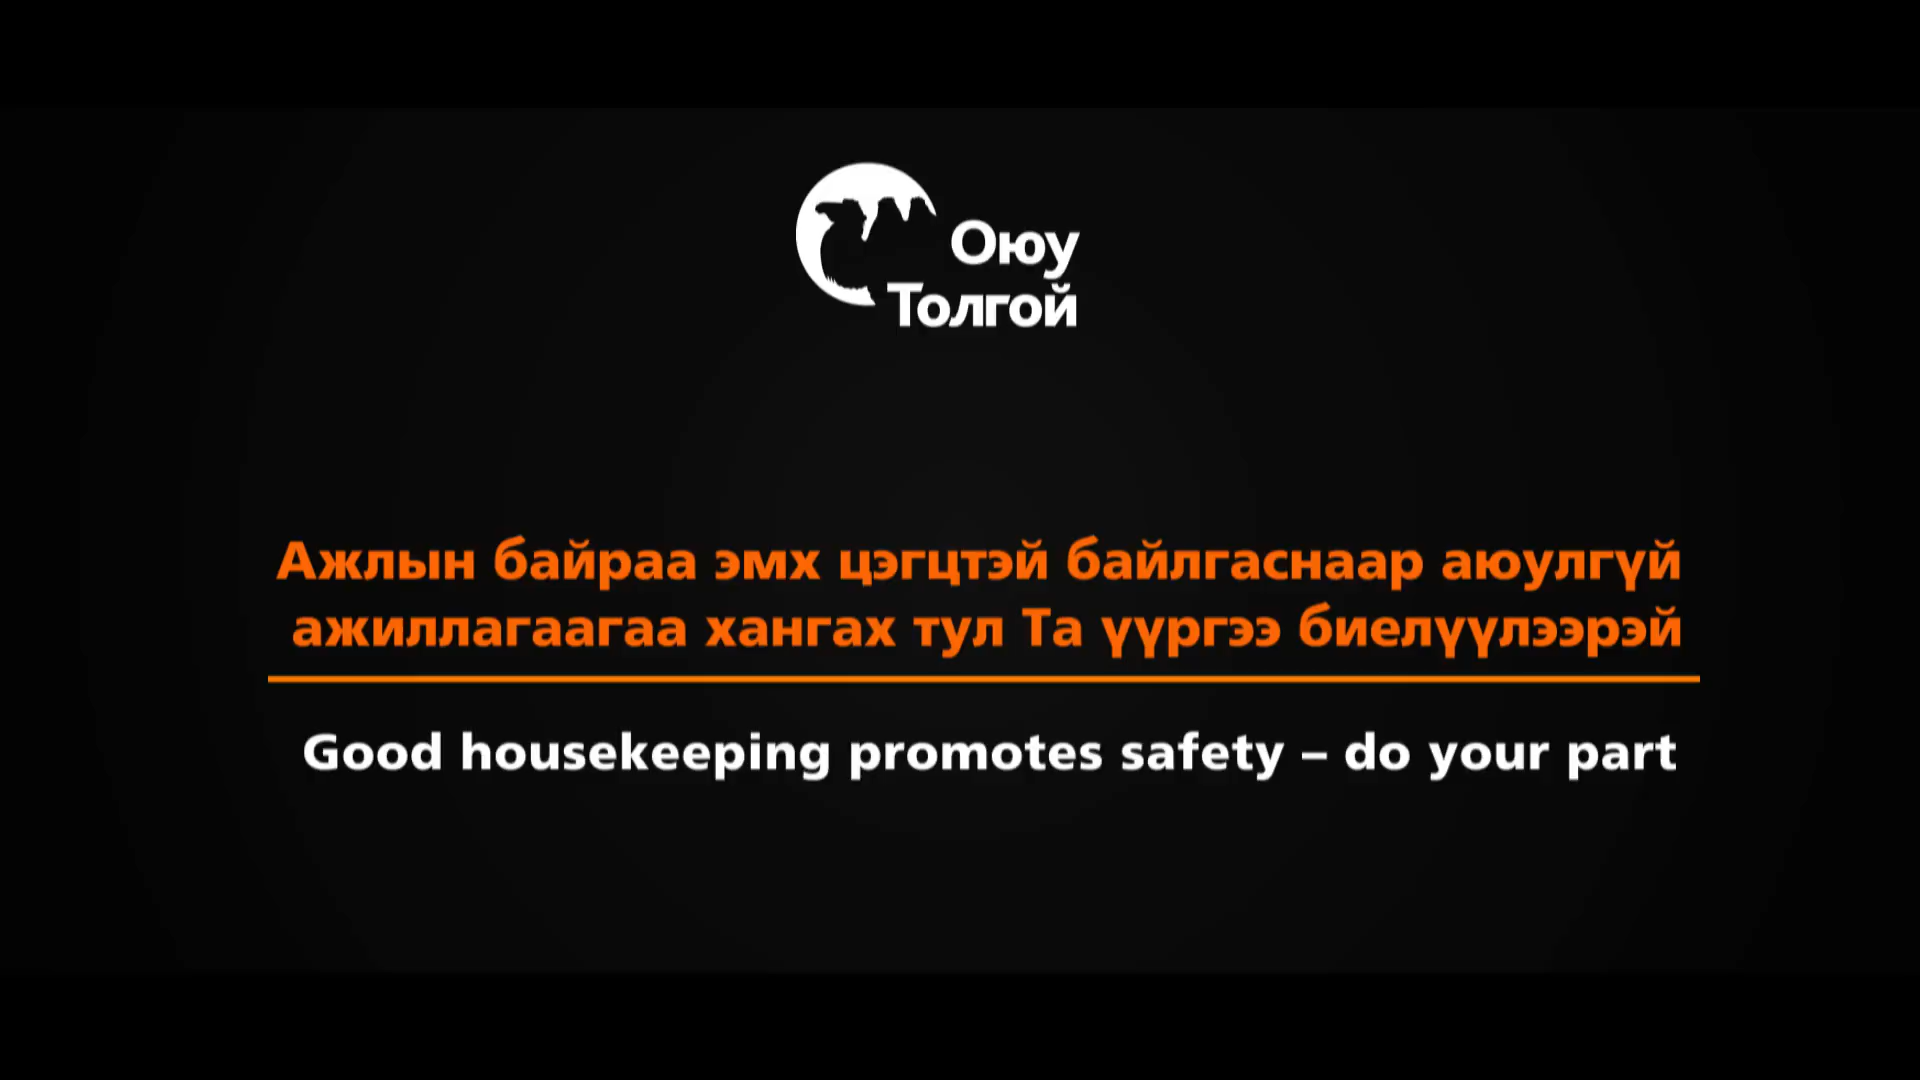 Оюу
Толгой
Ажлын байраа эмх цэгцтэй байлгаснаар аюулгүй
ажиллагаагаа хангах тул Та үүргээ биелүүлээрэй
Good housekeeping promotes safety – do your part